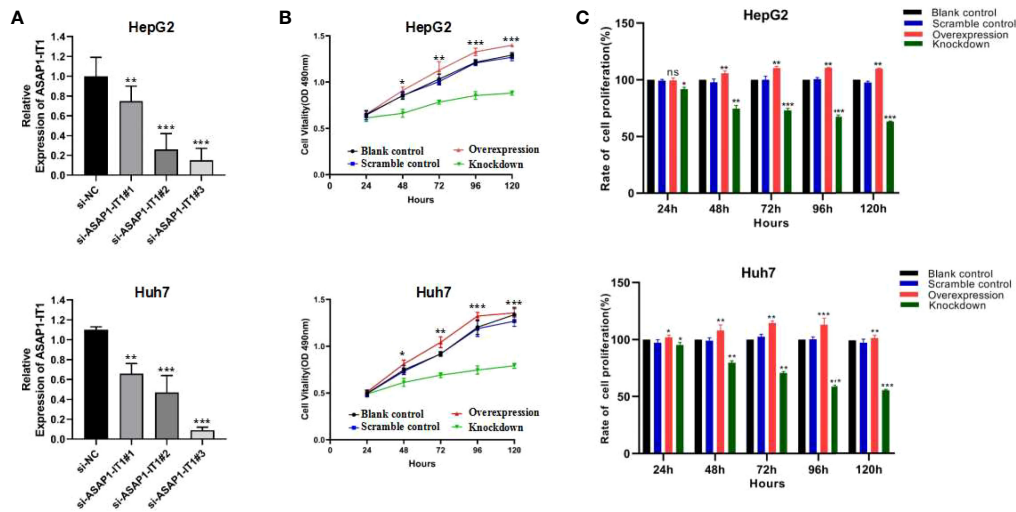 A
HepG2
Relative
Expression of ASAP1-IT1
1.4
1.2
1.0
0.8
0.6
0.4
0.2
0.0
**
***
***
si-NC
si-ASAP1-IT1#1
si-ASAP1-IT1#2
si-ASAP1-IT1#3
B
HepG2
Cell Vitality(OD 490nm)
1.5
1.0
0.5
0.0
*
**
***
***
Blank control
Overexpression
Scramble control
Knockdown
24
48
72
96
120
Hours
C
HepG2
Blank control
Scramble control
Overexpression
Knockdown
Rate of cell proliferation(%)
150
100
50
0
ns
*
**
**
**
***
**
***
**
***
24h
48h
72h
96h
120h
Hours
Huh7
Relative
Expression of ASAP1-IT1
1.4
1.2
1.0
0.8
0.6
0.4
0.2
0.0
**
***
***
si-NC
si-ASAP1-IT1#1
si-ASAP1-IT1#2
si-ASAP1-IT1#3
Huh7
Cell Vitality(OD 490nm)
1.5
1.0
0.5
0.0
*
**
***
***
Blank control
Overexpression
Scramble control
Knockdown
24
48
72
96
120
Hours
Huh7
Blank control
Scramble control
Overexpression
Knockdown
Rate of cell proliferation(%)
150
100
50
0
*
*
**
**
**
**
***
**
***
24h
48h
72h
96h
120h
Hours